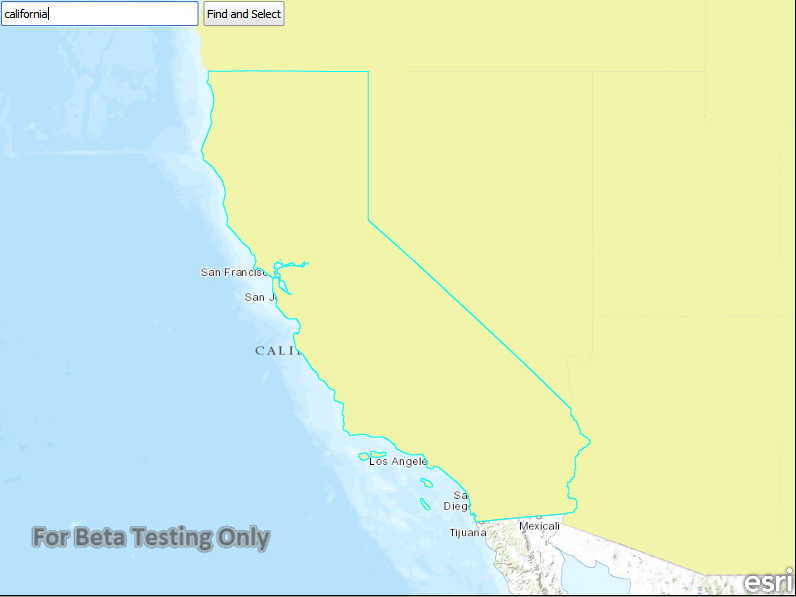 california
Find and Select
San Francisc
San J
CALI
Los Angele
Sa
Dieg
Tijuana
Mexicali
For Beta Testing Only
esri